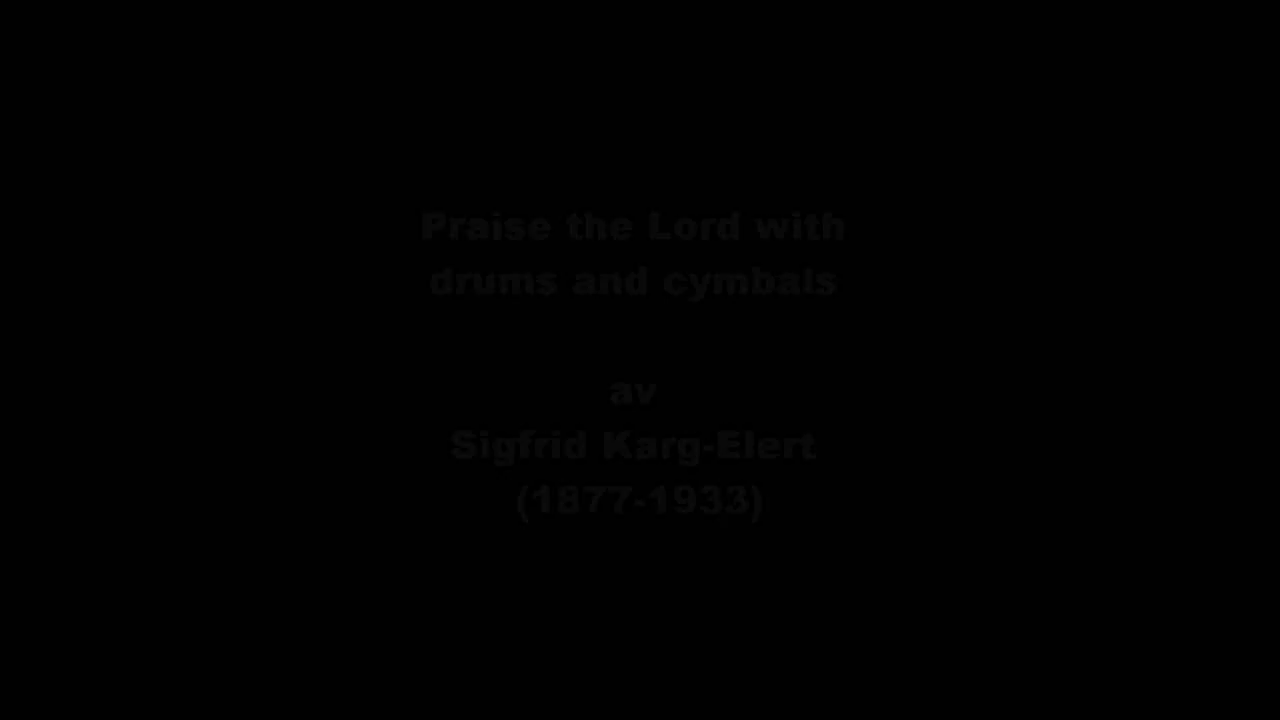 Praise the Lord with
drums and cymbals
av
Sigfrid Karg-Elert
(1877-1933)